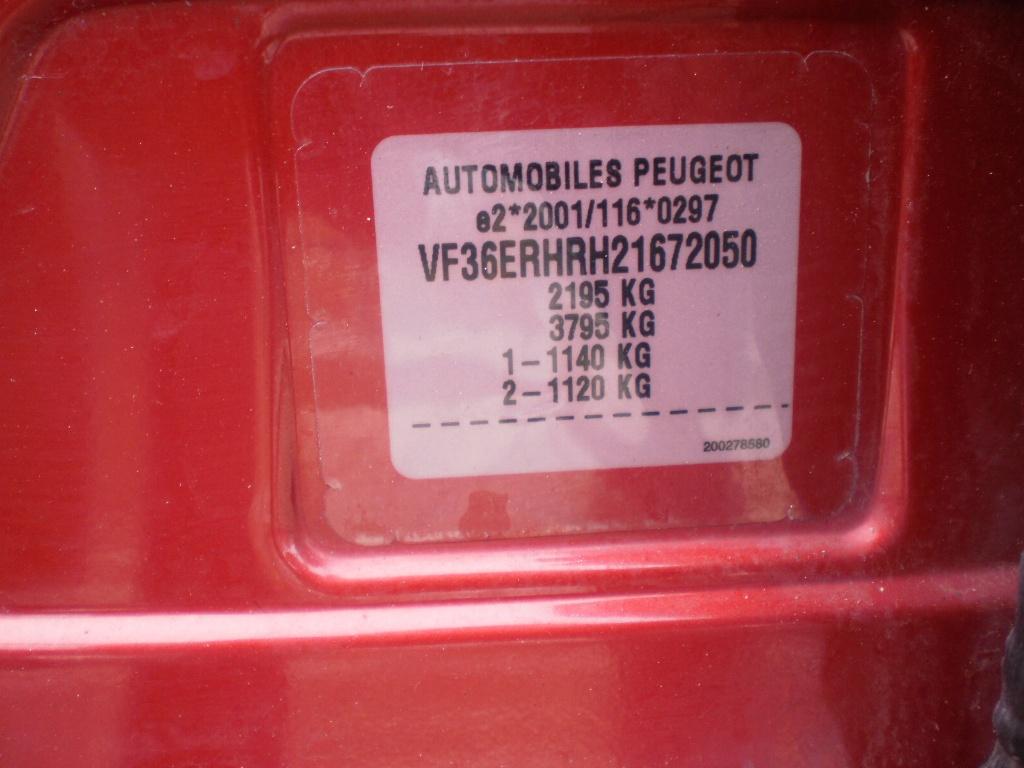 AUTOMOBILES PEUGEOT
e2*2001/116*0297
VF36ERHRH21672050
2195 KG
3795 KG
1-1140 KG
2-1120 KG
200278580